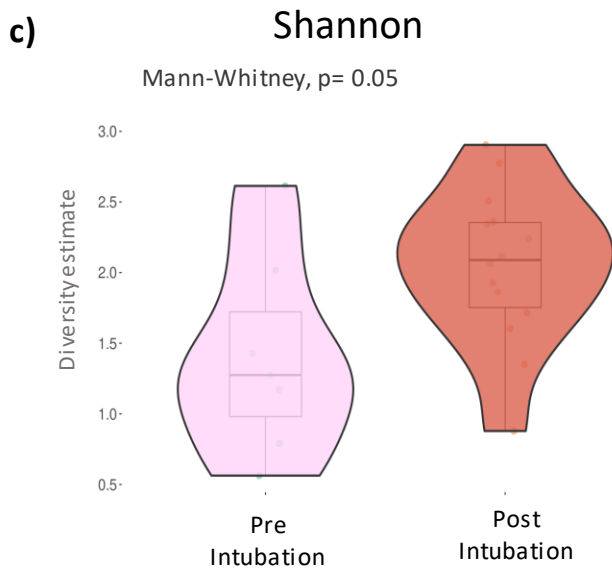 c)
Shannon
Mann-Whitney, p= 0.05
Diversity estimate
3.0
2.5
2.0
1.5
1.0
0.5
Pre
Intubation
Post
Intubation